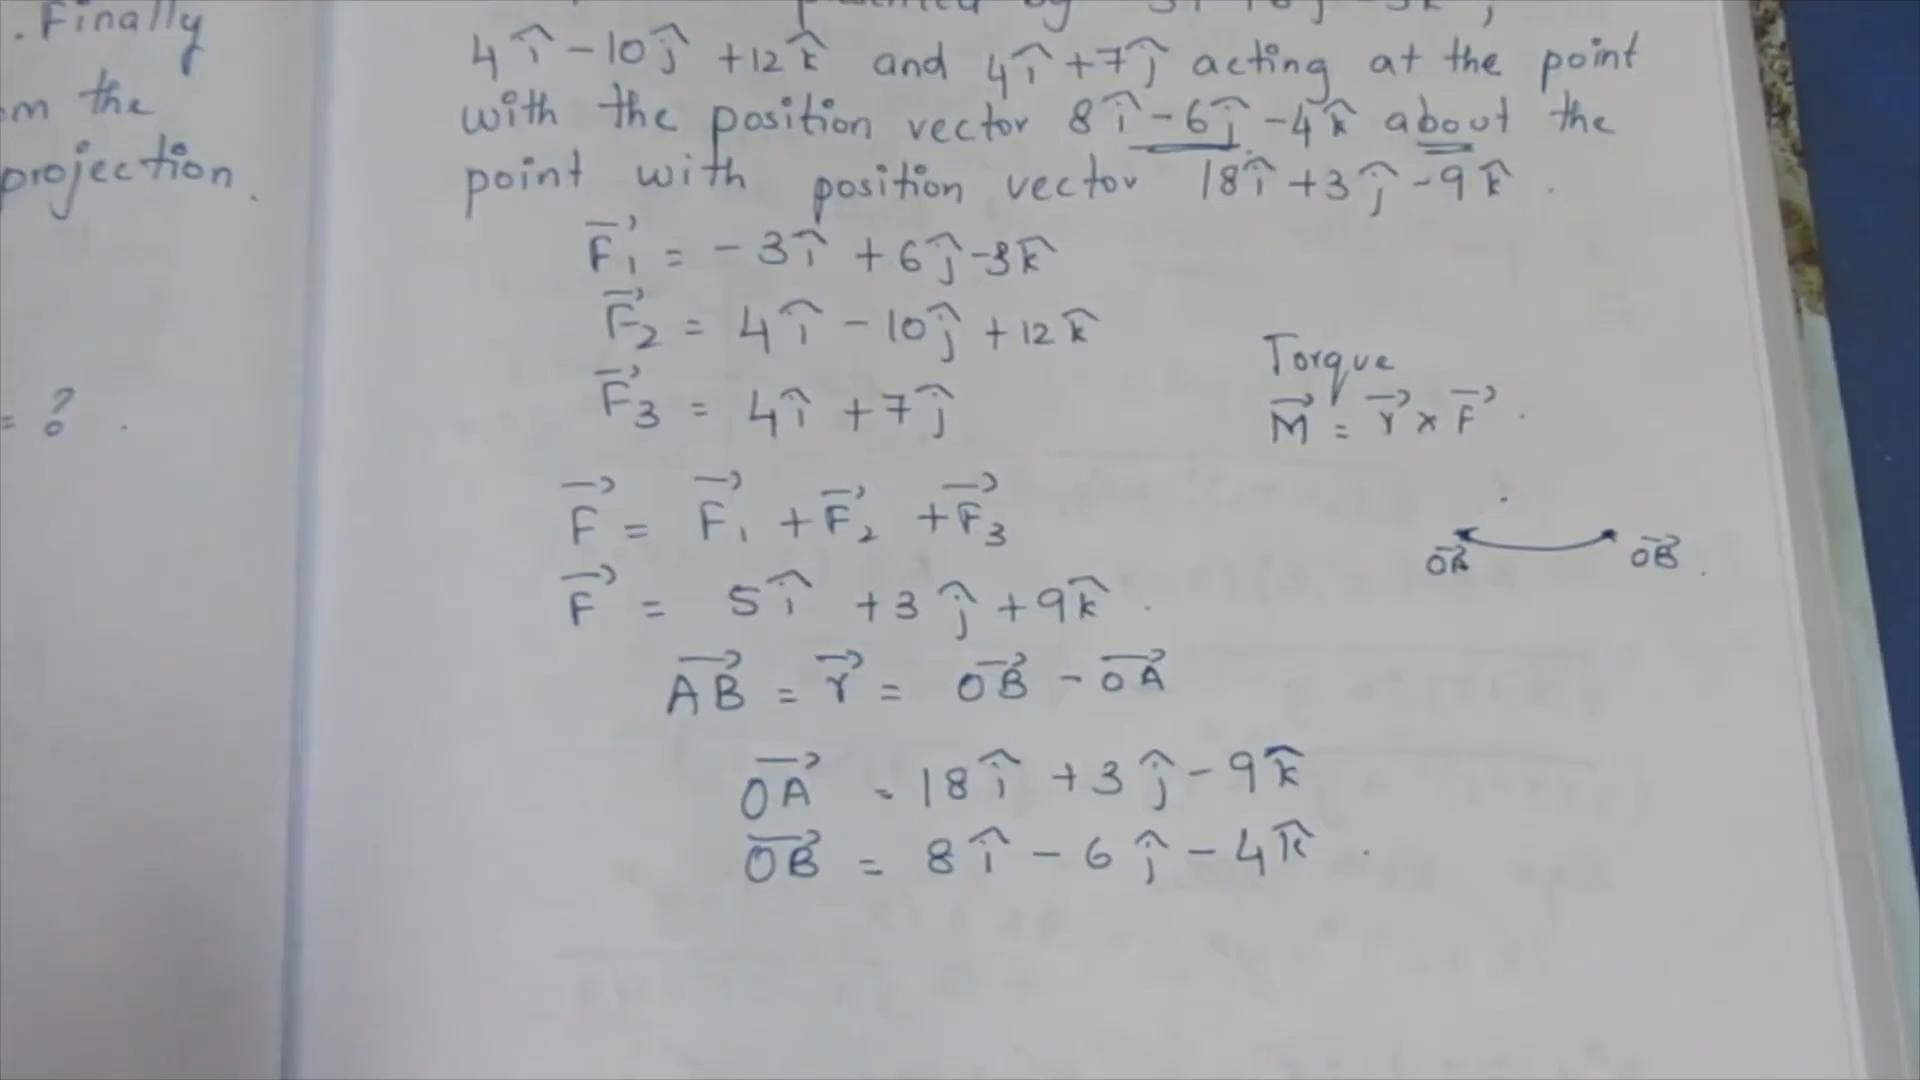 . Finally
the
projection.
= ? .
4î - 10ĵ + 12k̂ and 4î + 7ĵ acting at the point
with the position vector 8î - 6ĵ - 4k̂ about the
point with position vector 18î + 3ĵ - 9k̂ .
F⃗₁ = - 3î + 6ĵ - 3k̂
F⃗₂ = 4î - 10ĵ + 12k̂
F⃗₃ = 4î + 7ĵ
Torque
M⃗ = r⃗ × F⃗ .
F⃗ = F⃗₁ + F⃗₂ + F⃗₃
OA⃗ OB⃗ .
F⃗ = 5î + 3ĵ + 9k̂ .
AB⃗ = r⃗ = OB⃗ - OA⃗
OA⃗ = 18î + 3ĵ - 9k̂
OB⃗ = 8î - 6ĵ - 4k̂ .